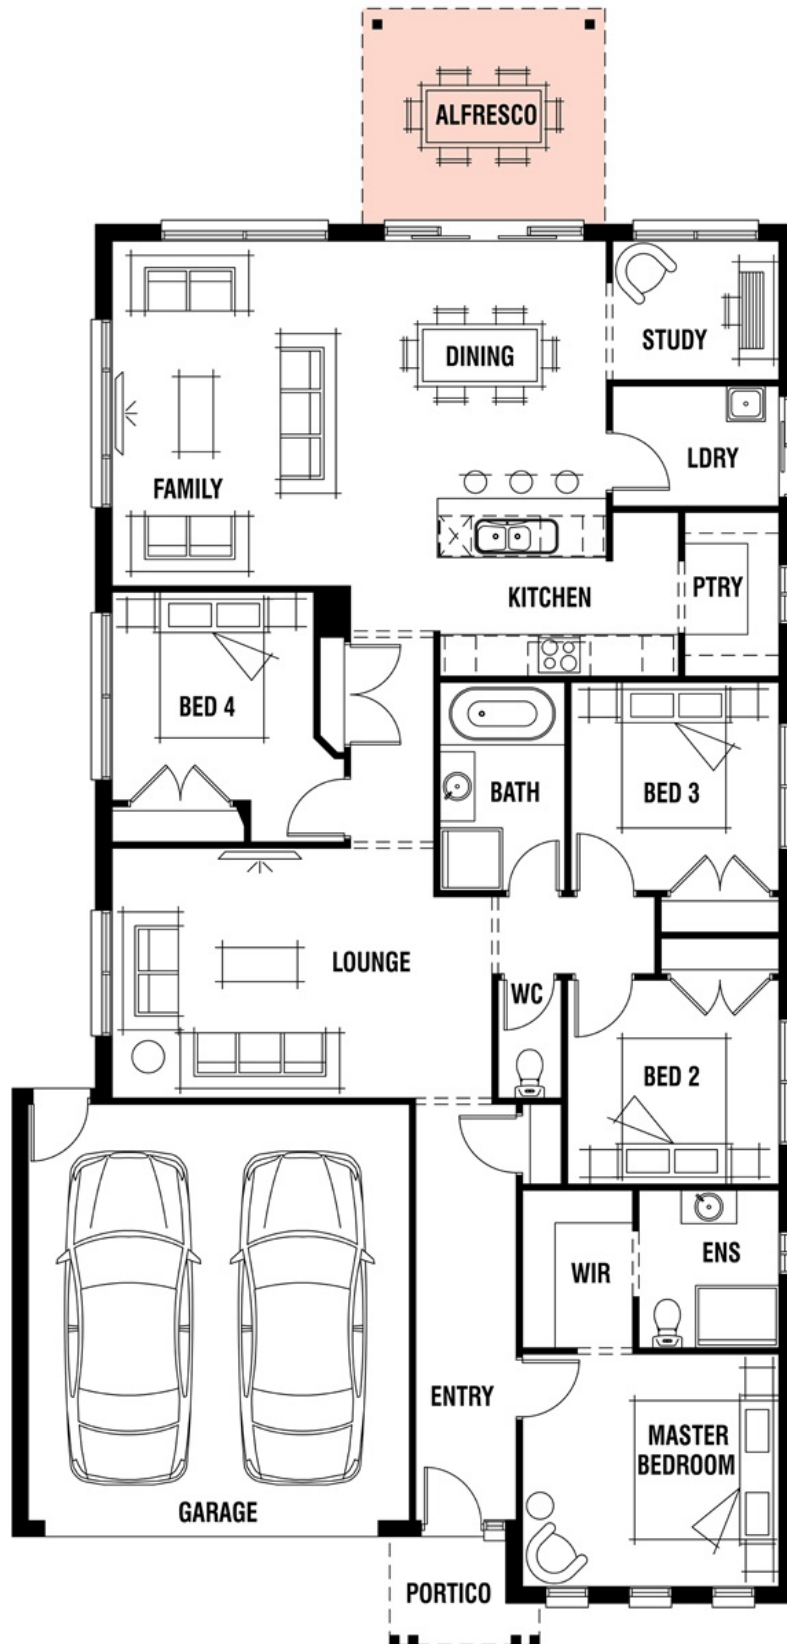 ALFRESCO
DINING
STUDY
LDRY
FAMILY
KITCHEN
PTRY
BED 4
BATH
BED 3
LOUNGE
WC
BED 2
WIR
ENS
ENTRY
MASTER
BEDROOM
GARAGE
PORTICO